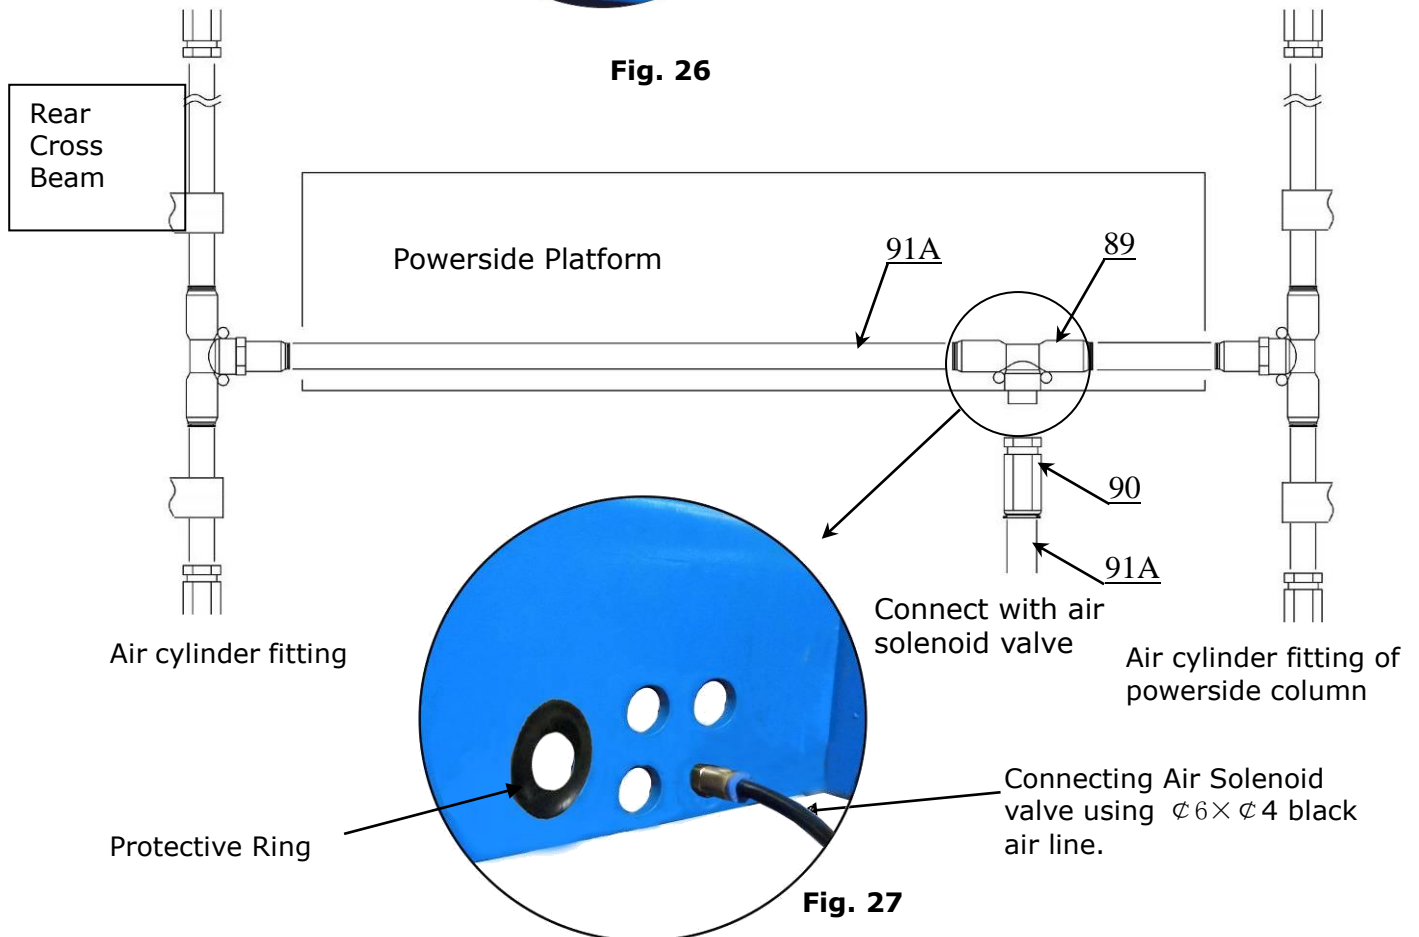 Fig. 26
Rear
Cross
Beam
Powerside Platform
91A
89
90
91A
Connect with air
solenoid valve
Air cylinder fitting
Air cylinder fitting of
powerside column
Connecting Air Solenoid
valve using ¢6×¢4 black
air line.
Protective Ring
Fig. 27